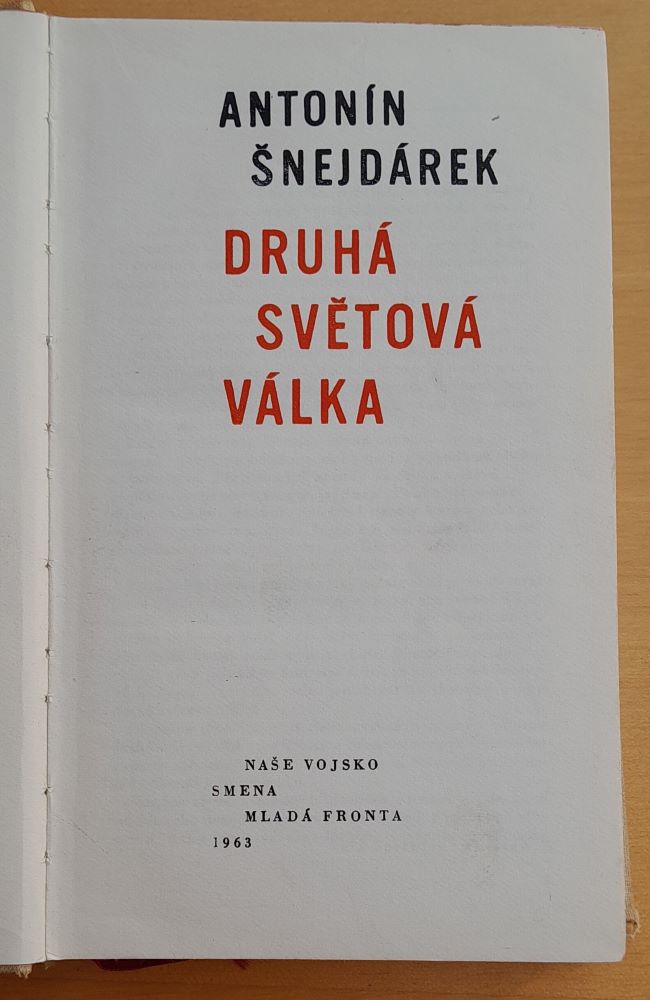 ANTONÍN
ŠNEJDÁREK
DRUHÁ
SVĚTOVÁ
VÁLKA
NAŠE VOJSKO
SMENA
MLADÁ FRONTA
1963